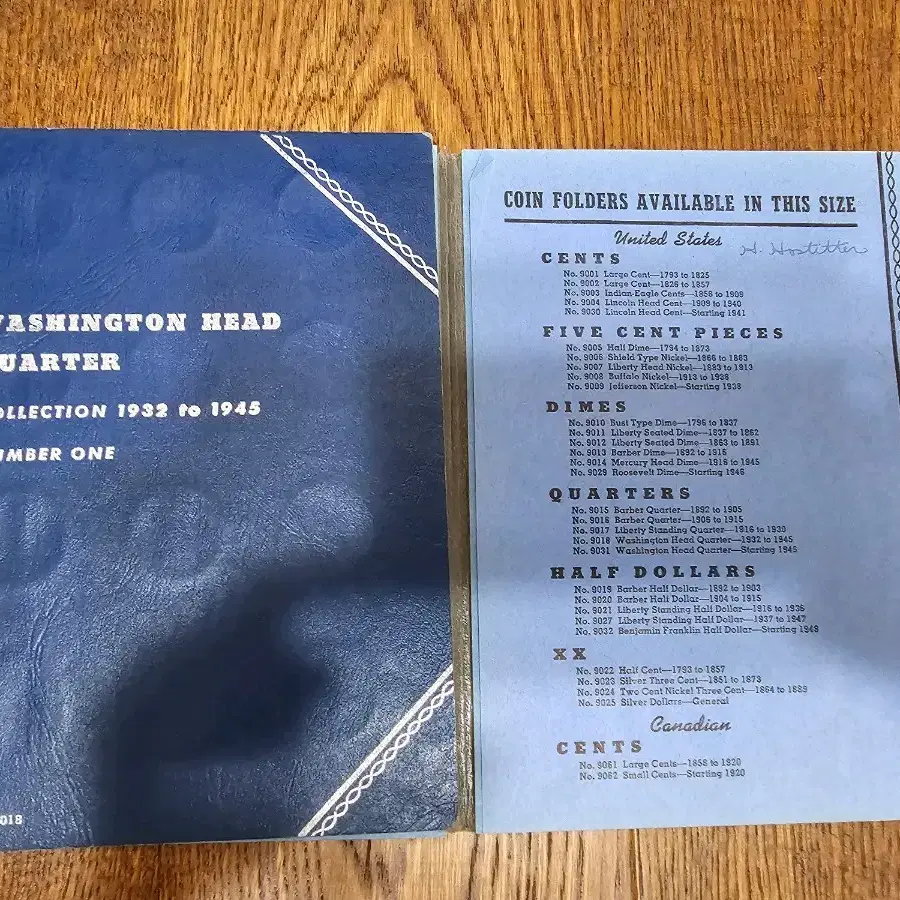 WASHINGTON HEAD
UARTER
OLLECTION 1932 to 1945
UMBER ONE
018
COIN FOLDERS AVAILABLE IN THIS SIZE
United States
H. Hostetter
CENTS
No. 9001 Large Cent—1793 to 1825
No. 9002 Large Cent—1826 to 1857
No. 9003 Indian-Eagle Cents—1856 to 1909
No. 9004 Lincoln Head Cent—1909 to 1940
No. 9030 Lincoln Head Cent—Starting 1941
FIVE CENT PIECES
No. 9005 Half Dime—1794 to 1873
No. 9006 Shield Type Nickel—1866 to 1883
No. 9007 Liberty Head Nickel—1883 to 1913
No. 9008 Buffalo Nickel—1913 to 1938
No. 9009 Jefferson Nickel—Starting 1938
DIMES
No. 9010 Bust Type Dime—1796 to 1837
No. 9011 Liberty Seated Dime—1837 to 1862
No. 9012 Liberty Seated Dime—1863 to 1891
No. 9013 Barber Dime—1892 to 1916
No. 9014 Mercury Head Dime—1916 to 1945
No. 9029 Roosevelt Dime—Starting 1946
QUARTERS
No. 9015 Barber Quarter—1892 to 1905
No. 9016 Barber Quarter—1906 to 1915
No. 9017 Liberty Standing Quarter—1916 to 1930
No. 9018 Washington Head Quarter—1932 to 1945
No. 9031 Washington Head Quarter—Starting 1945
HALF DOLLARS
No. 9019 Barber Half Dollar—1892 to 1903
No. 9020 Barber Half Dollar—1904 to 1915
No. 9021 Liberty Standing Half Dollar—1916 to 1936
No. 9027 Liberty Standing Half Dollar—1937 to 1947
No. 9032 Benjamin Franklin Half Dollar—Starting 1948
XX
No. 9022 Half Cent—1793 to 1857
No. 9023 Silver Three Cent—1851 to 1873
No. 9024 Two Cent Nickel Three Cent—1864 to 1889
No. 9025 Silver Dollars—General
Canadian
CENTS
No. 9061 Large Cents—1858 to 1920
No. 9062 Small Cents—Starting 1920